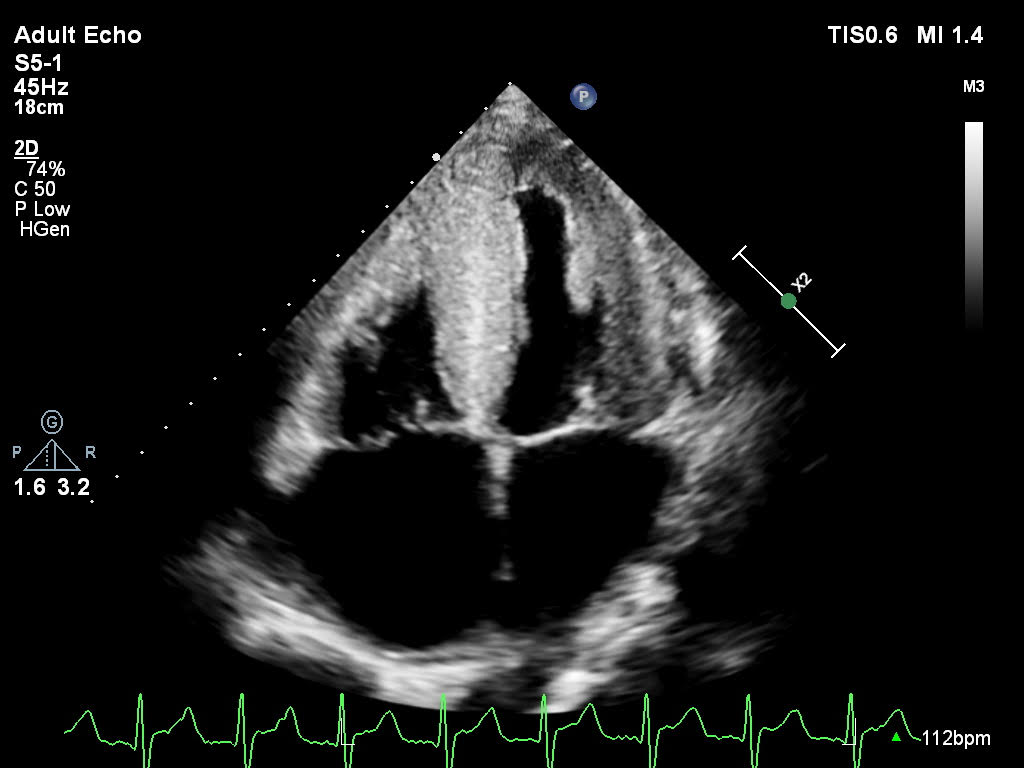 Adult Echo
TIS0.6 MI 1.4
S5-1
45Hz
18cm
M3
P
2D
74%
C 50
P Low
HGen
X2
G
P R
1.6 3.2
112bpm